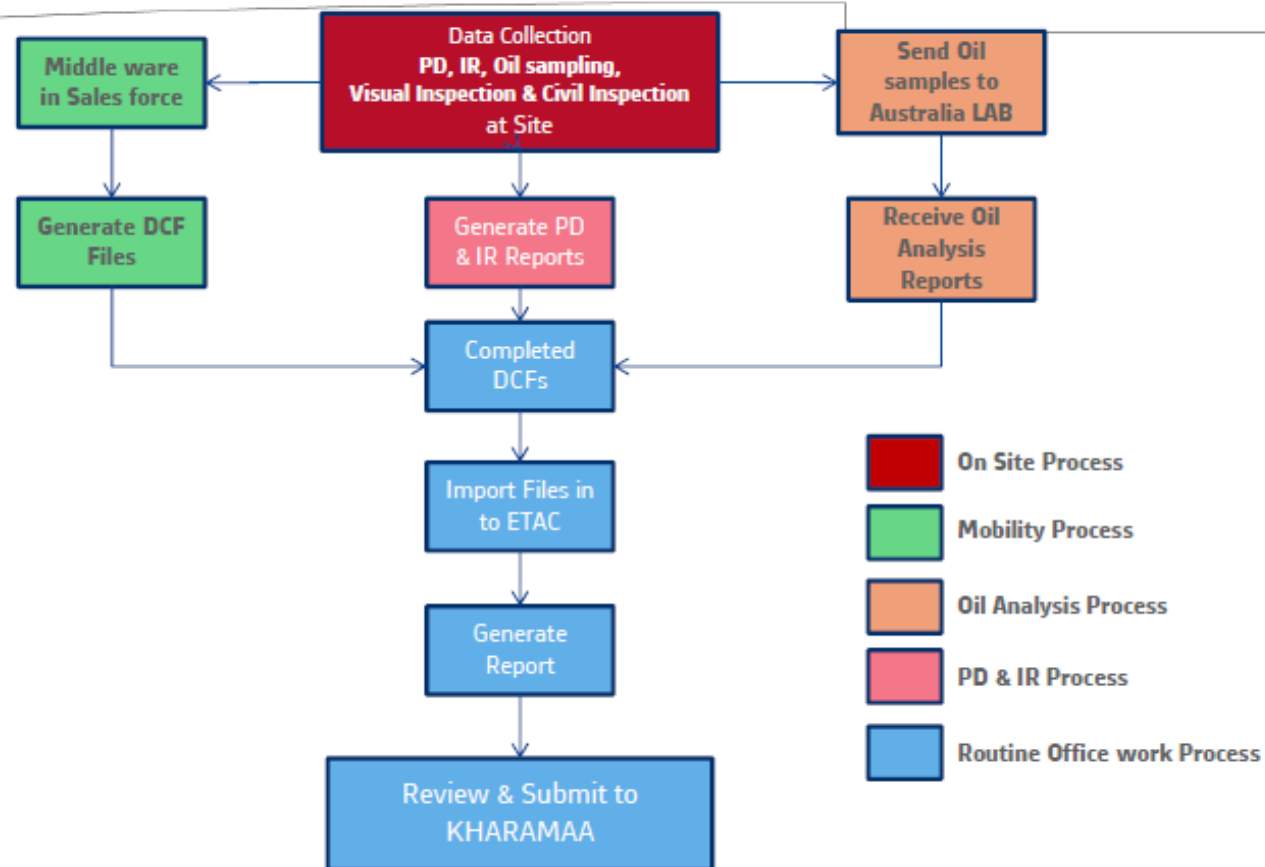 Data Collection
PD, IR, Oil sampling,
Visual Inspection & Civil Inspection
at Site
Middle ware
in Sales force
Send Oil
samples to
Australia LAB
Generate DCF
Files
Generate PD
& IR Reports
Receive Oil
Analysis
Reports
Completed
DCFs
Import Files in
to ETAC
Generate
Report
Review & Submit to
KHARAMAA
On Site Process
Mobility Process
Oil Analysis Process
PD & IR Process
Routine Office work Process